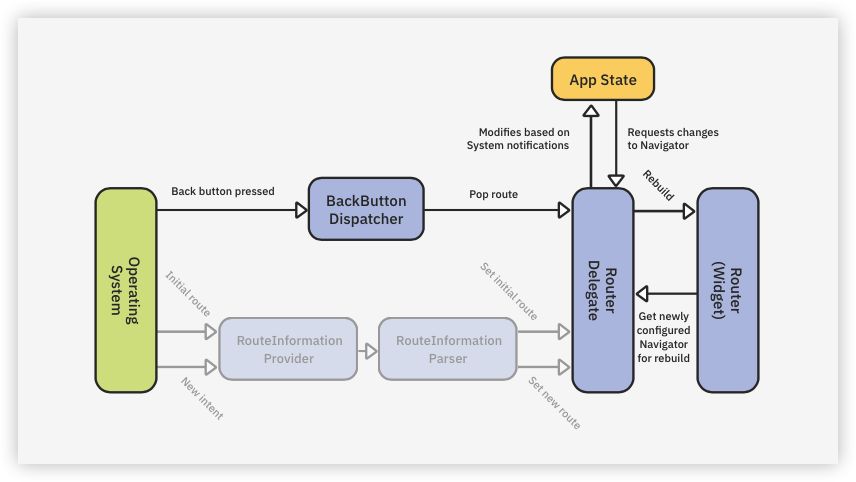 App State
Modifies based on
System notifications
Requests changes
to Navigator
Back button pressed
BackButton
Dispatcher
Pop route
Rebuild
Operating
System
Router
Delegate
Router
(Widget)
Initial route
Set initial route
RouteInformation
Provider
RouteInformation
Parser
Get newly
configured
Navigator
for rebuild
New intent
Set new route